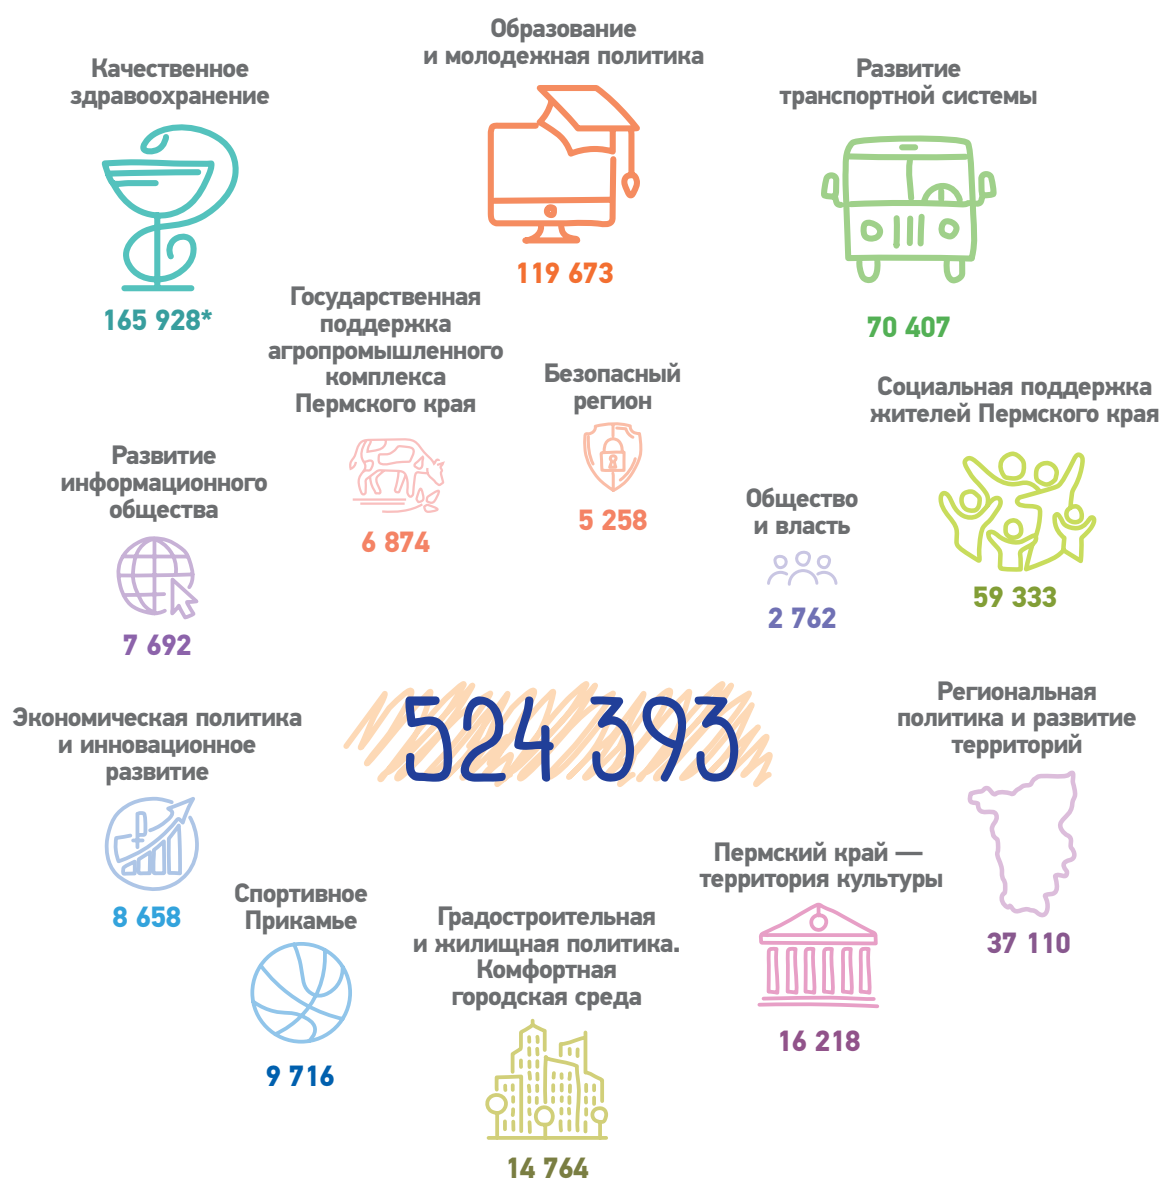 Образование
и молодежная политика
119 673
Качественное
здравоохранение
165 928*
Развитие
транспортной системы
70 407
Государственная
поддержка
агропромышленного
комплекса
Пермского края
6 874
Безопасный
регион
5 258
Социальная поддержка
жителей Пермского края
59 333
Развитие
информационного
общества
7 692
Общество
и власть
2 762
524 393
Экономическая политика
и инновационное
развитие
8 658
Региональная
политика и развитие
территорий
37 110
Спортивное
Прикамье
9 716
Градостроительная
и жилищная политика.
Комфортная
городская среда
14 764
Пермский край —
территория культуры
16 218